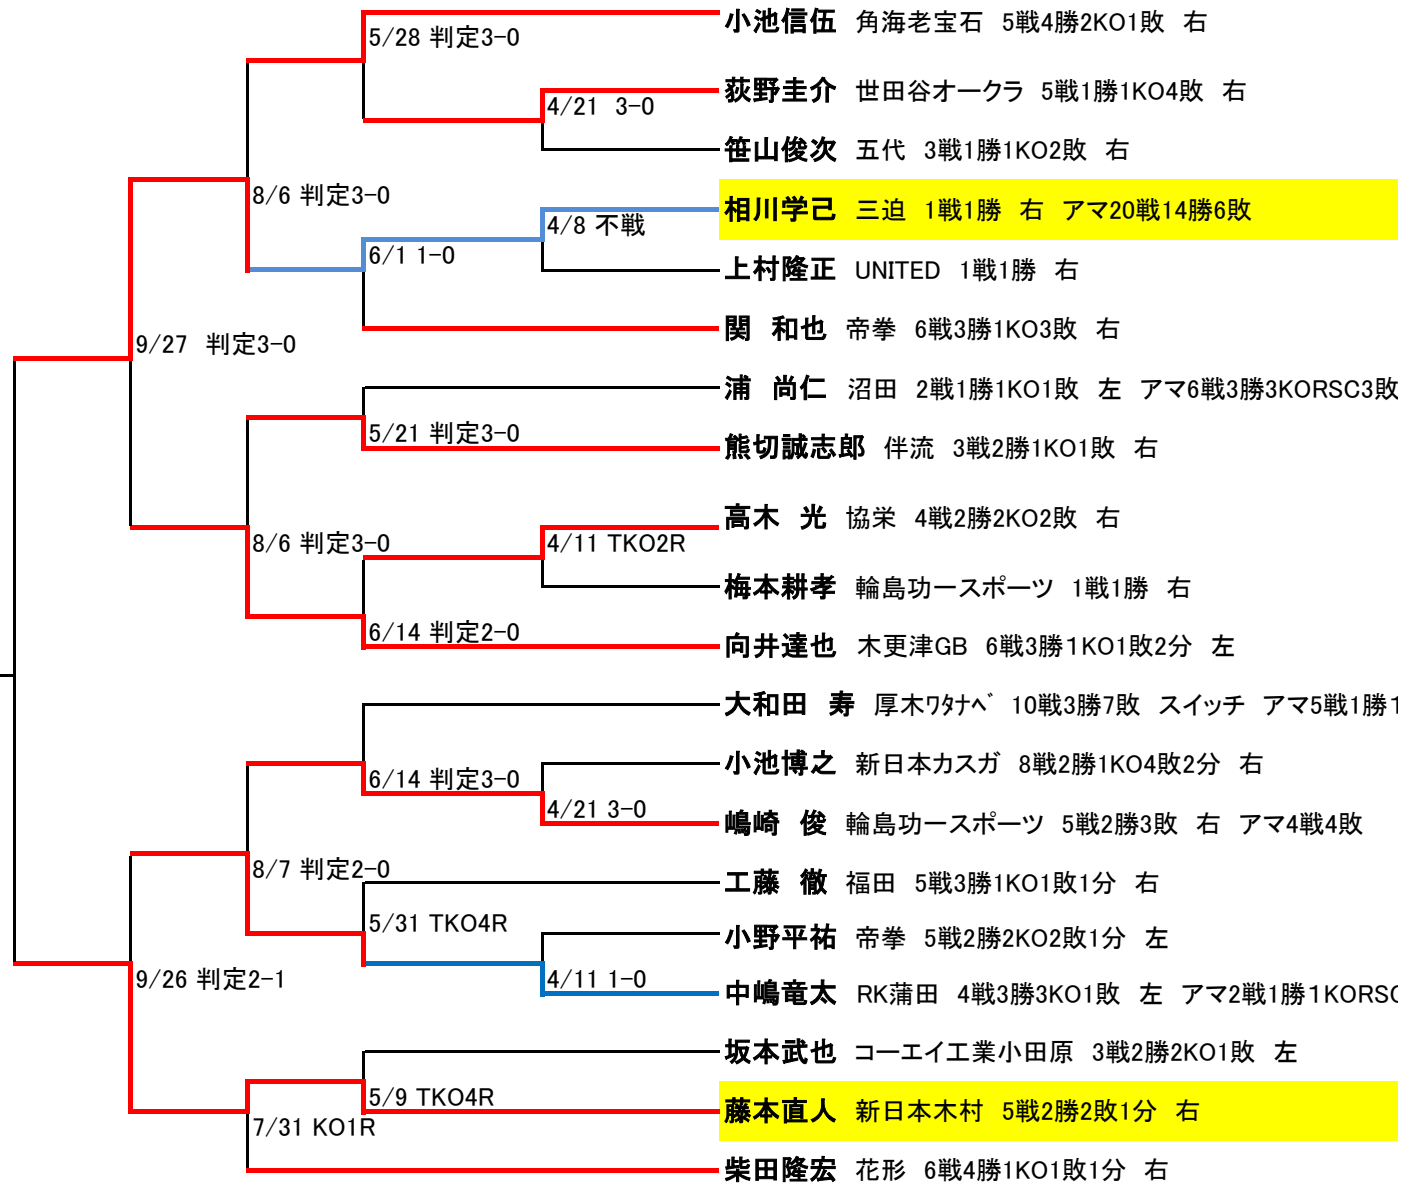 小池信伍 角海老宝石 5戦4勝2KO1敗 右
5/28 判定3-0
荻野圭介 世田谷オークラ 5戦1勝1KO4敗 右
4/21 3-0
笹山俊次 五代 3戦1勝1KO2敗 右
8/6 判定3-0
相川学己 三迫 1戦1勝 右 アマ20戦14勝6敗
4/8 不戦
6/1 1-0
上村隆正 UNITED 1戦1勝 右
関 和也 帝拳 6戦3勝1KO3敗 右
9/27 判定3-0
浦 尚仁 沼田 2戦1勝1KO1敗 左 アマ6戦3勝3KORSC3敗
5/21 判定3-0
熊切誠志郎 伴流 3戦2勝1KO1敗 右
高木 光 協栄 4戦2勝2KO2敗 右
8/6 判定3-0
4/11 TKO2R
梅本耕孝 輪島功一スポーツ 1戦1勝 右
6/14 判定2-0
向井達也 木更津GB 6戦3勝1KO1敗2分 左
大和田 寿 厚木ワタナベ 10戦3勝7敗 スイッチ アマ5戦1勝1
小池博之 新日本カスガ 8戦2勝1KO4敗2分 右
6/14 判定3-0
4/21 3-0
嶋崎 俊 輪島功一スポーツ 5戦2勝3敗 右 アマ4戦4敗
8/7 判定2-0
工藤 徹 福田 5戦3勝1KO1敗1分 右
5/31 TKO4R
小野平祐 帝拳 5戦2勝2KO2敗1分 左
9/26 判定2-1
4/11 1-0
中嶋竜太 RK蒲田 4戦3勝3KO1敗 左 アマ2戦1勝1KORSC
坂本武也 コーエイ工業小田原 3戦2勝2KO1敗 左
5/9 TKO4R
藤本直人 新日本木村 5戦2勝2敗1分 右
7/31 KO1R
柴田隆宏 花形 6戦4勝1KO1敗1分 右